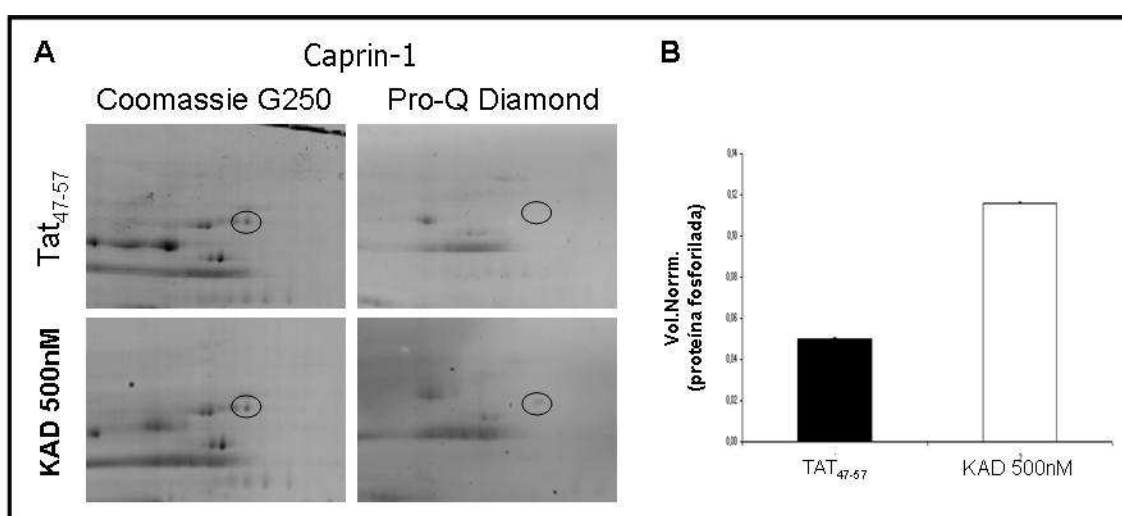 A
Caprin-1
Coomassie G250 Pro-Q Diamond
Tat47-57
KAD 500nM
B
Vol.Norrm.
(proteína fosforilada)
0,14
0,12
0,10
0,08
0,06
0,04
0,02
0,00
TAT47-57 KAD 500nM